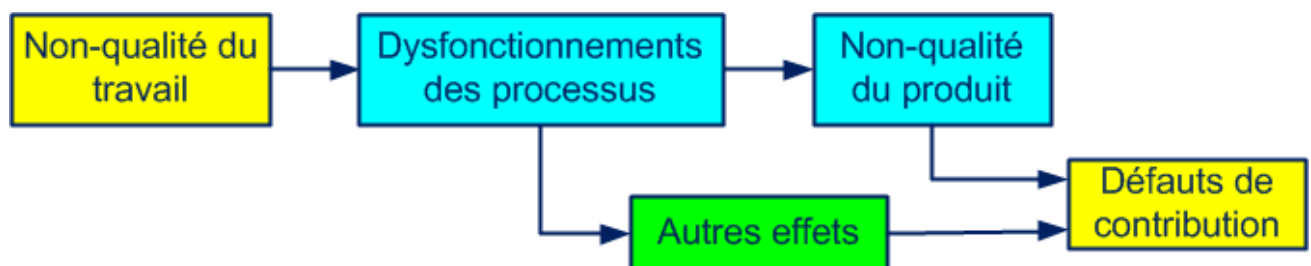 Non-qualité du
travail
Dysfonctionnements
des processus
Non-qualité
du produit
Autres effets
Défauts de
contribution